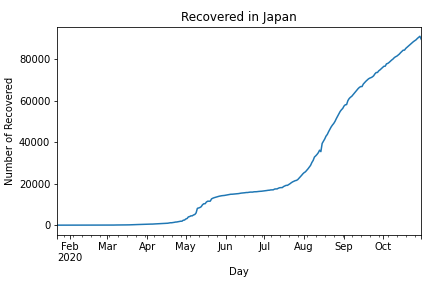 Recovered in Japan
Number of Recovered
80000
60000
40000
20000
0
Feb Mar Apr May Jun Jul Aug Sep Oct
2020
Day